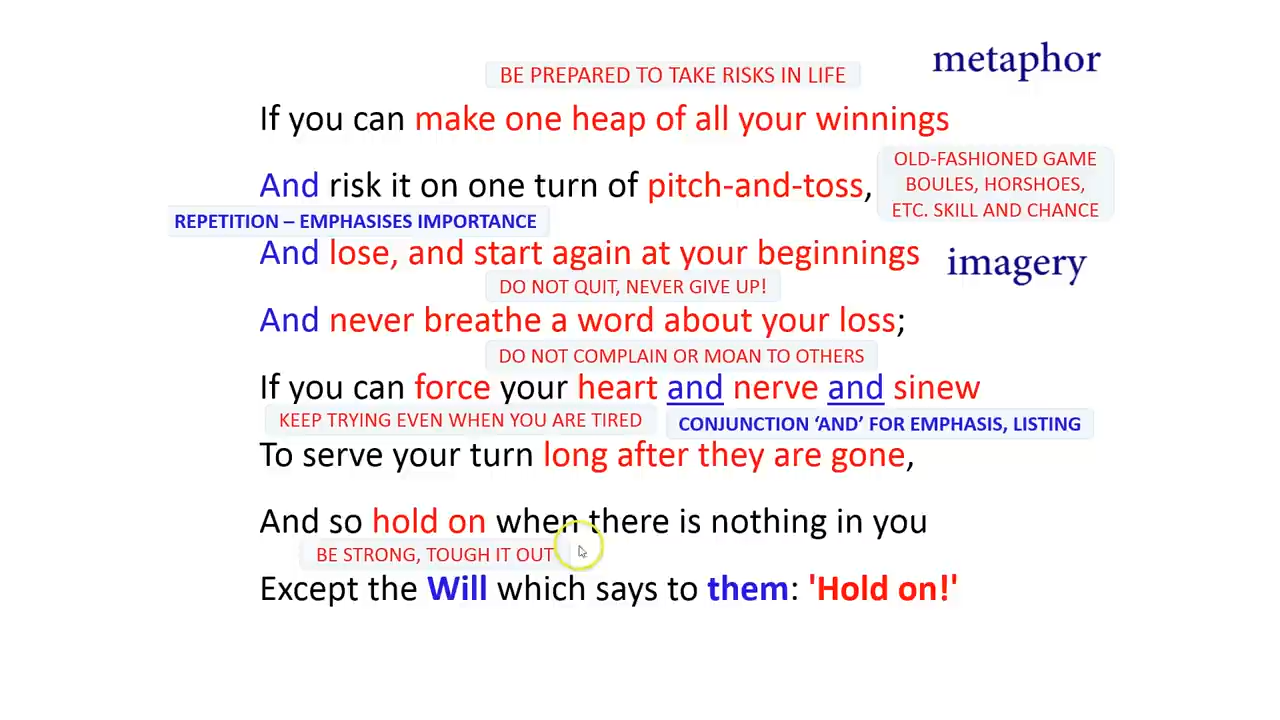 metaphor
BE PREPARED TO TAKE RISKS IN LIFE
If you can make one heap of all your winnings
OLD-FASHIONED GAME
BOULES, HORSHOES,
ETC. SKILL AND CHANCE
And risk it on one turn of pitch-and-toss,
REPETITION – EMPHASISES IMPORTANCE
And lose, and start again at your beginnings
imagery
DO NOT QUIT, NEVER GIVE UP!
And never breathe a word about your loss;
DO NOT COMPLAIN OR MOAN TO OTHERS
If you can force your heart and nerve and sinew
KEEP TRYING EVEN WHEN YOU ARE TIRED
CONJUNCTION ‘AND’ FOR EMPHASIS, LISTING
To serve your turn long after they are gone,
And so hold on when there is nothing in you
BE STRONG, TOUGH IT OUT
Except the Will which says to them: 'Hold on!'